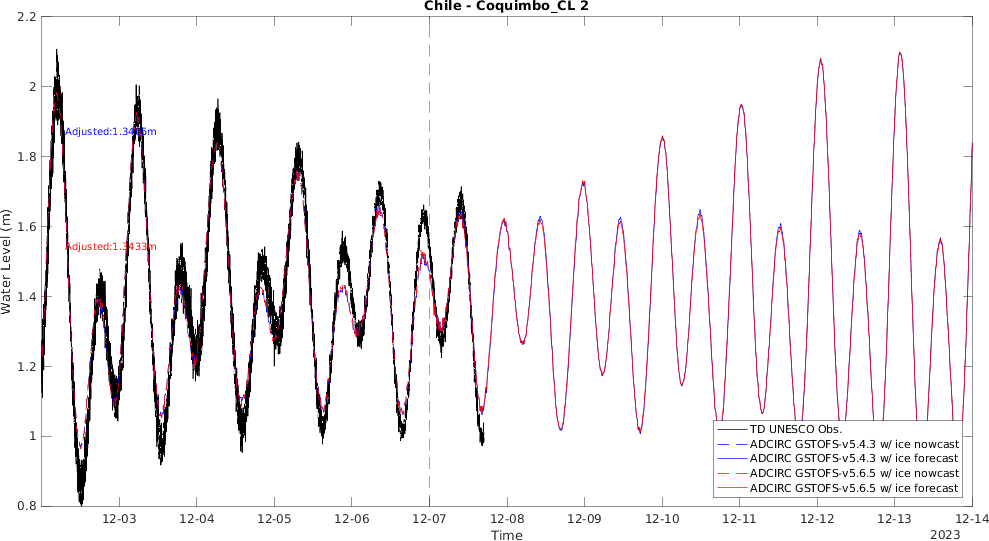 Chile - Coquimbo_CL 2
2.2
2
1.8
1.6
1.4
1.2
1
0.8
Water Level (m)
Adjusted:1.3433m
TD UNESCO Obs.
ADCIRC GSTOFS-v5.4.3 w/ ice nowcast
ADCIRC GSTOFS-v5.4.3 w/ ice forecast
ADCIRC GSTOFS-v5.6.5 w/ ice nowcast
ADCIRC GSTOFS-v5.6.5 w/ ice forecast
12-03 12-04 12-05 12-06 12-07 12-08 12-09 12-10 12-11 12-12 12-13 12-14
Time
2023